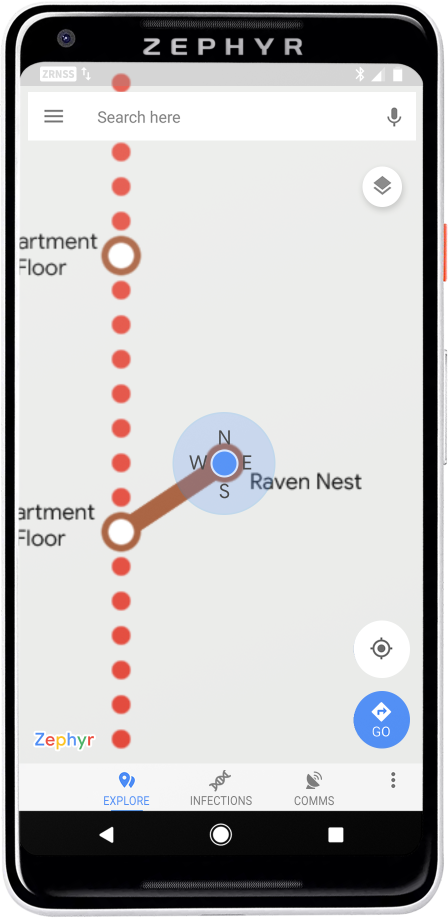 ZEPHYR
ZRNSS
Search here
artment
Floor
N
W E
S
Raven Nest
artment
Floor
GO
Zephyr
EXPLORE INFECTIONS COMMS